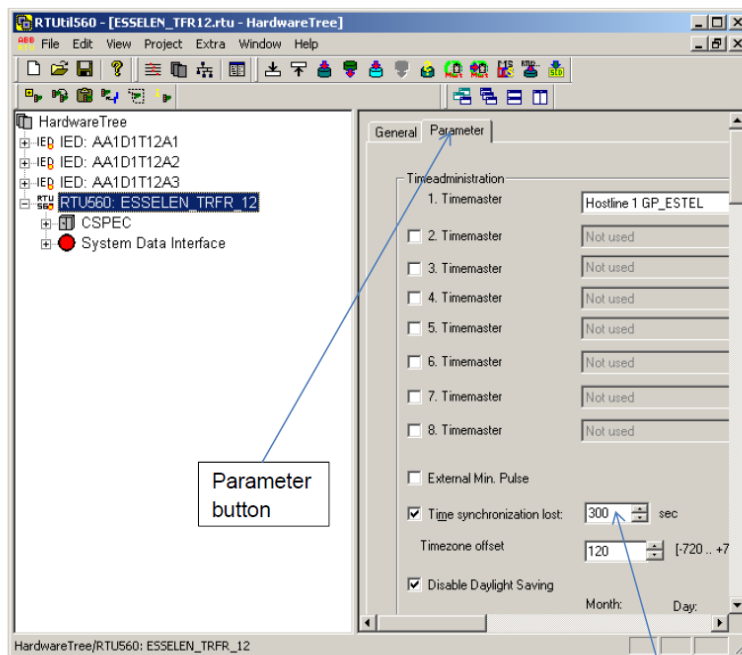 RTUtil560 - [ESSELEN_TFR12.rtu - HardwareTree]
File Edit View Project Extra Window Help
HardwareTree
IED: AA1D1T12A1
IED: AA1D1T12A2
IED: AA1D1T12A3
RTU560: ESSELEN_TRFR_12
CSPEC
System Data Interface
Parameter
button
General Parameter
Timeadministration
1. Timemaster Hostline 1 GP_ESTEL
2. Timemaster Not used
3. Timemaster Not used
4. Timemaster Not used
5. Timemaster Not used
6. Timemaster Not used
7. Timemaster Not used
8. Timemaster Not used
External Min. Pulse
Time synchronization lost: 300 sec
Timezone offset 120 [-720 .. +7
Disable Daylight Saving
Month: Day:
HardwareTree/RTU560: ESSELEN_TRFR_12